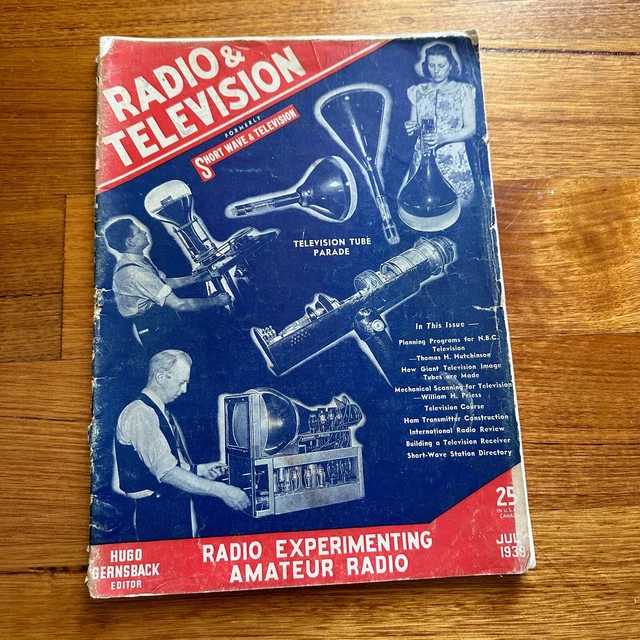 RADIO &
TELEVISION
FORMERLY
SHORT WAVE & TELEVISION
TELEVISION TUBE
PARADE
In This Issue —
Planning Programs for N.B.C.
Television
—Thomas H. Hutchinson
How Giant Television Image
Tubes are Made
Mechanical Scanning for Television
—William H. Priess
Television Course
Ham Transmitter Construction
International Radio Review
Building a Television Receiver
Short-Wave Station Directory
25
IN U.S.A.
CANADA
HUGO
GERNSBACK
EDITOR
RADIO EXPERIMENTING
AMATEUR RADIO
JULY